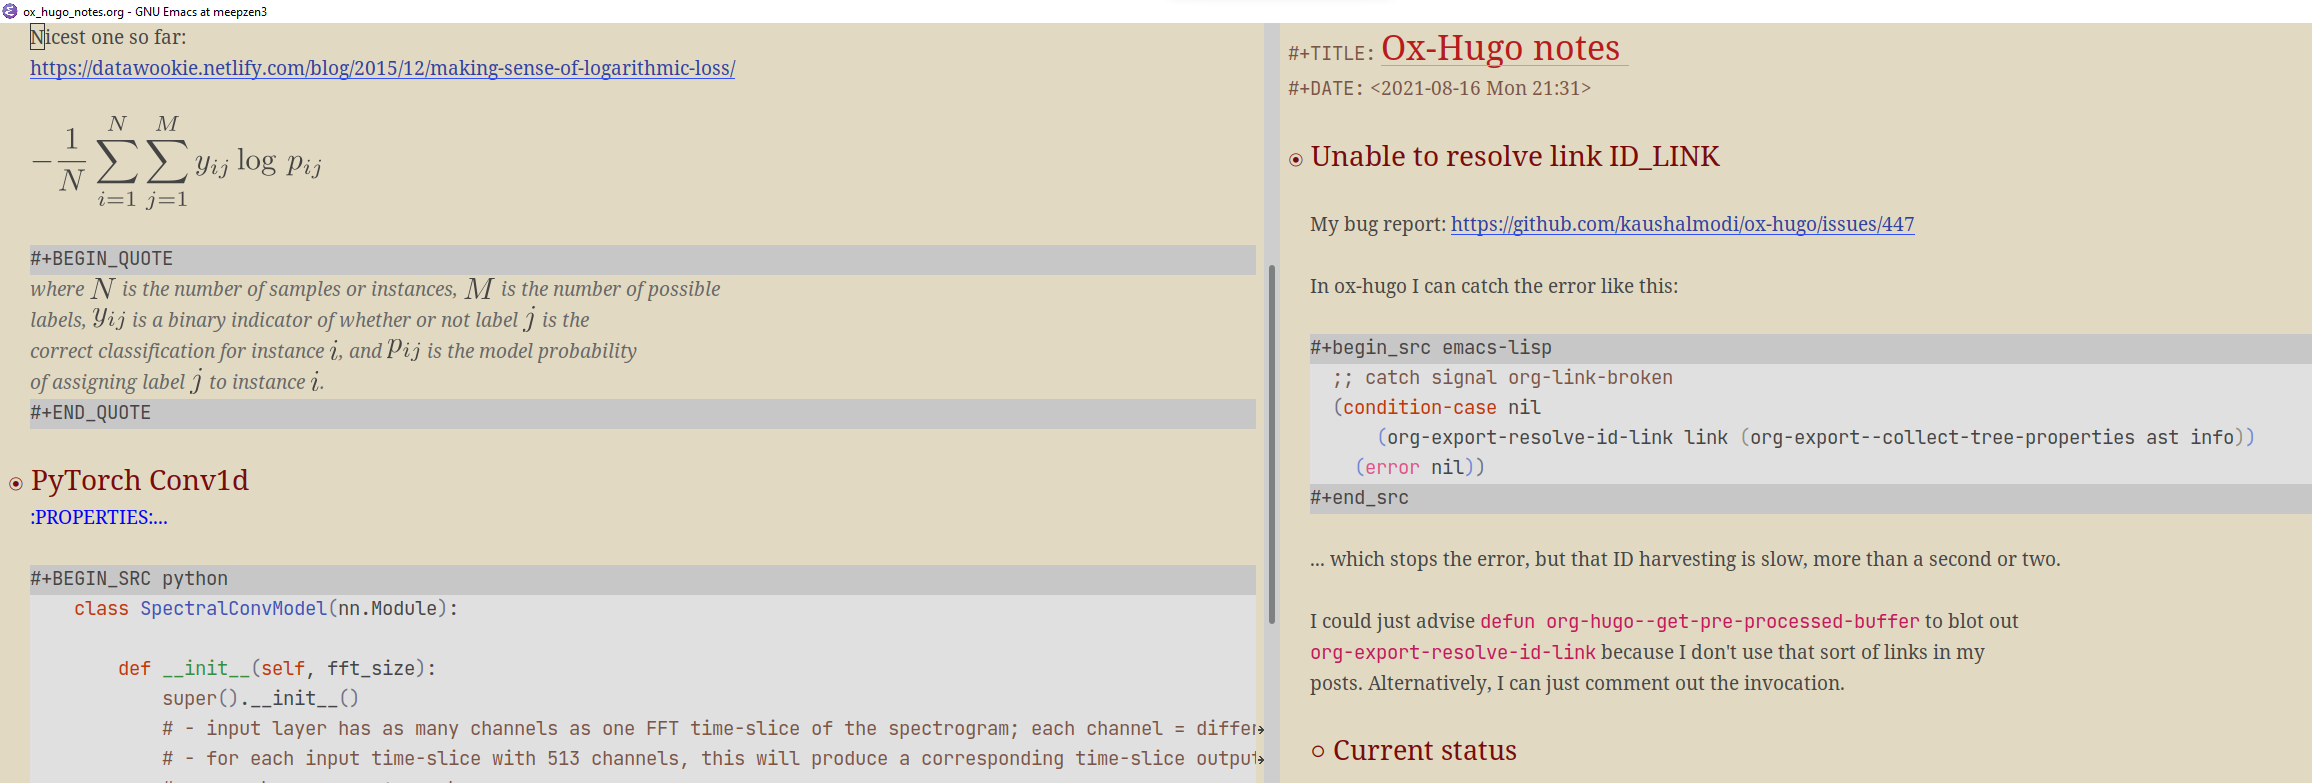 ox_hugo_notes.org - GNU Emacs at meepzen3
Nicest one so far:
https://datawookie.netlify.com/blog/2015/12/making-sense-of-logarithmic-loss/
− 1/N ∑_{i=1}^{N} ∑_{j=1}^{M} y_{ij} log p_{ij}
#+BEGIN_QUOTE
where N is the number of samples or instances, M is the number of possible
labels, y_{ij} is a binary indicator of whether or not label j is the
correct classification for instance i, and p_{ij} is the model probability
of assigning label j to instance i.
#+END_QUOTE
PyTorch Conv1d
:PROPERTIES:...
#+BEGIN_SRC python
class SpectralConvModel(nn.Module):
def __init__(self, fft_size):
super().__init__()
# - input layer has as many channels as one FFT time-slice of the spectrogram; each channel = differ
# - for each input time-slice with 513 channels, this will produce a corresponding time-slice output
#+TITLE: Ox-Hugo notes
#+DATE: <2021-08-16 Mon 21:31>
Unable to resolve link ID_LINK
My bug report: https://github.com/kaushalmodi/ox-hugo/issues/447
In ox-hugo I can catch the error like this:
#+begin_src emacs-lisp
;; catch signal org-link-broken
(condition-case nil
(org-export-resolve-id-link link (org-export--collect-tree-properties ast info))
(error nil))
#+end_src
... which stops the error, but that ID harvesting is slow, more than a second or two.
I could just advise defun org-hugo--get-pre-processed-buffer to blot out
org-export-resolve-id-link because I don't use that sort of links in my
posts. Alternatively, I can just comment out the invocation.
Current status